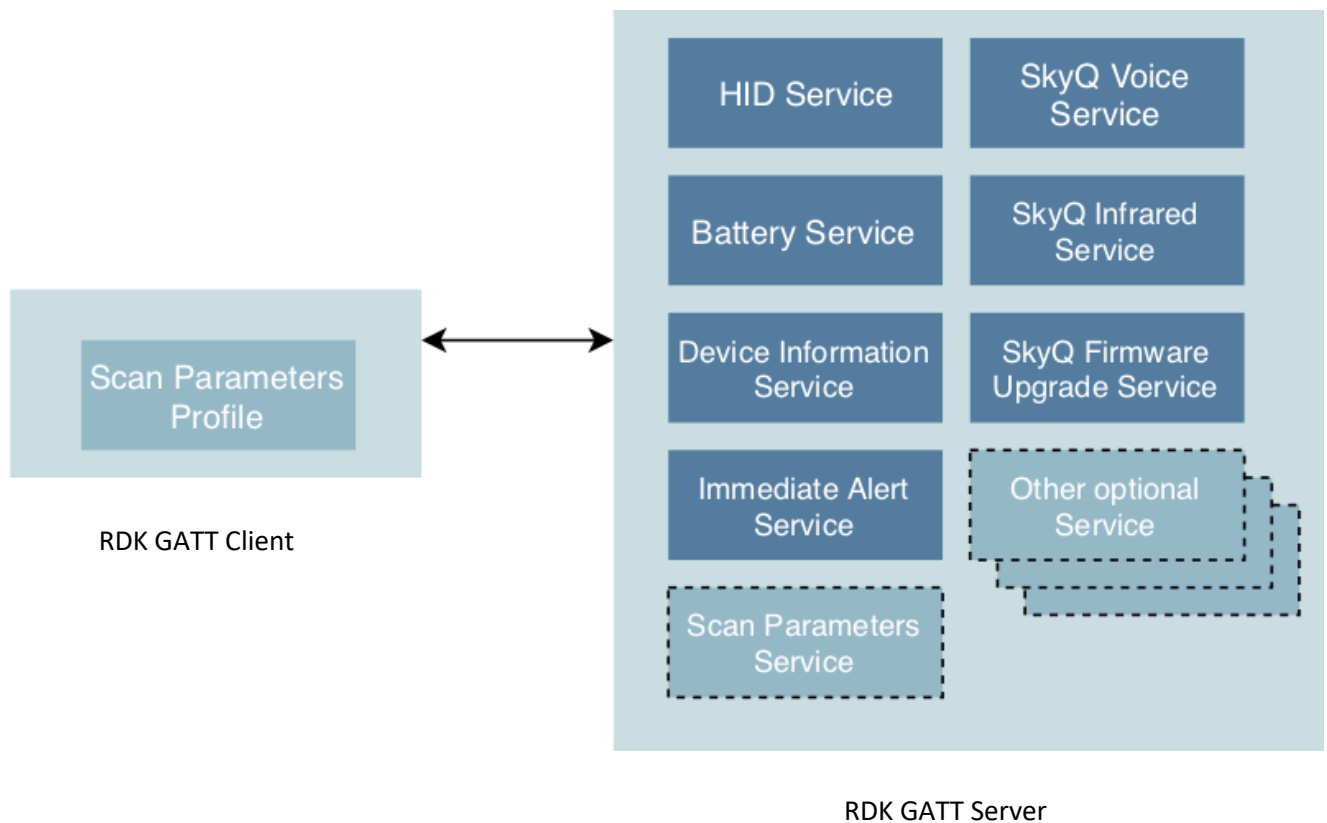 HID Service
SkyQ Voice
Service
Battery Service
SkyQ Infrared
Service
Device Information
Service
SkyQ Firmware
Upgrade Service
Scan Parameters
Profile
Immediate Alert
Service
Other optional
Service
Scan Parameters
Service
RDK GATT Client
RDK GATT Server